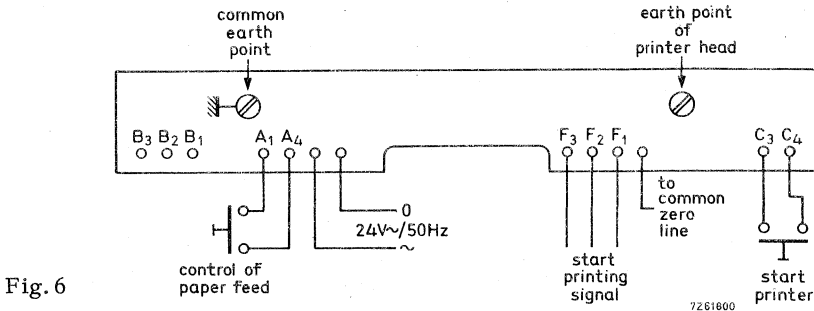 common
earth
point
earth point
of
printer head
B3 B2 B1
A1 A4
F3 F2 F1
C3 C4
0
24V~/50Hz
~
control of
paper feed
start
printing
signal
to
common
zero
line
start
printer
Fig. 6
7261600